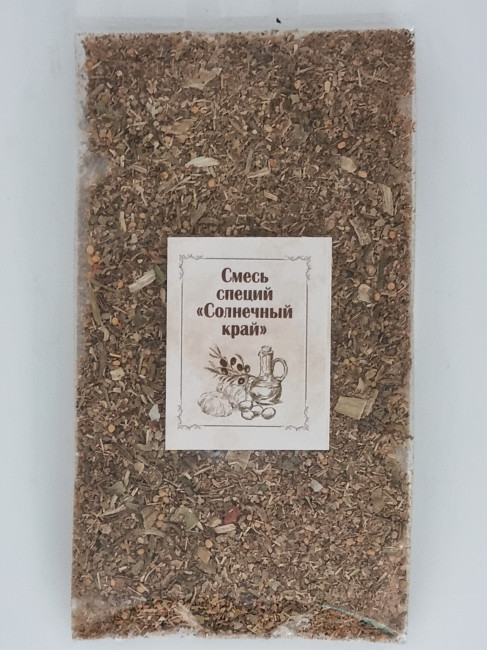 Смесь
специй
«Солнечный
край»